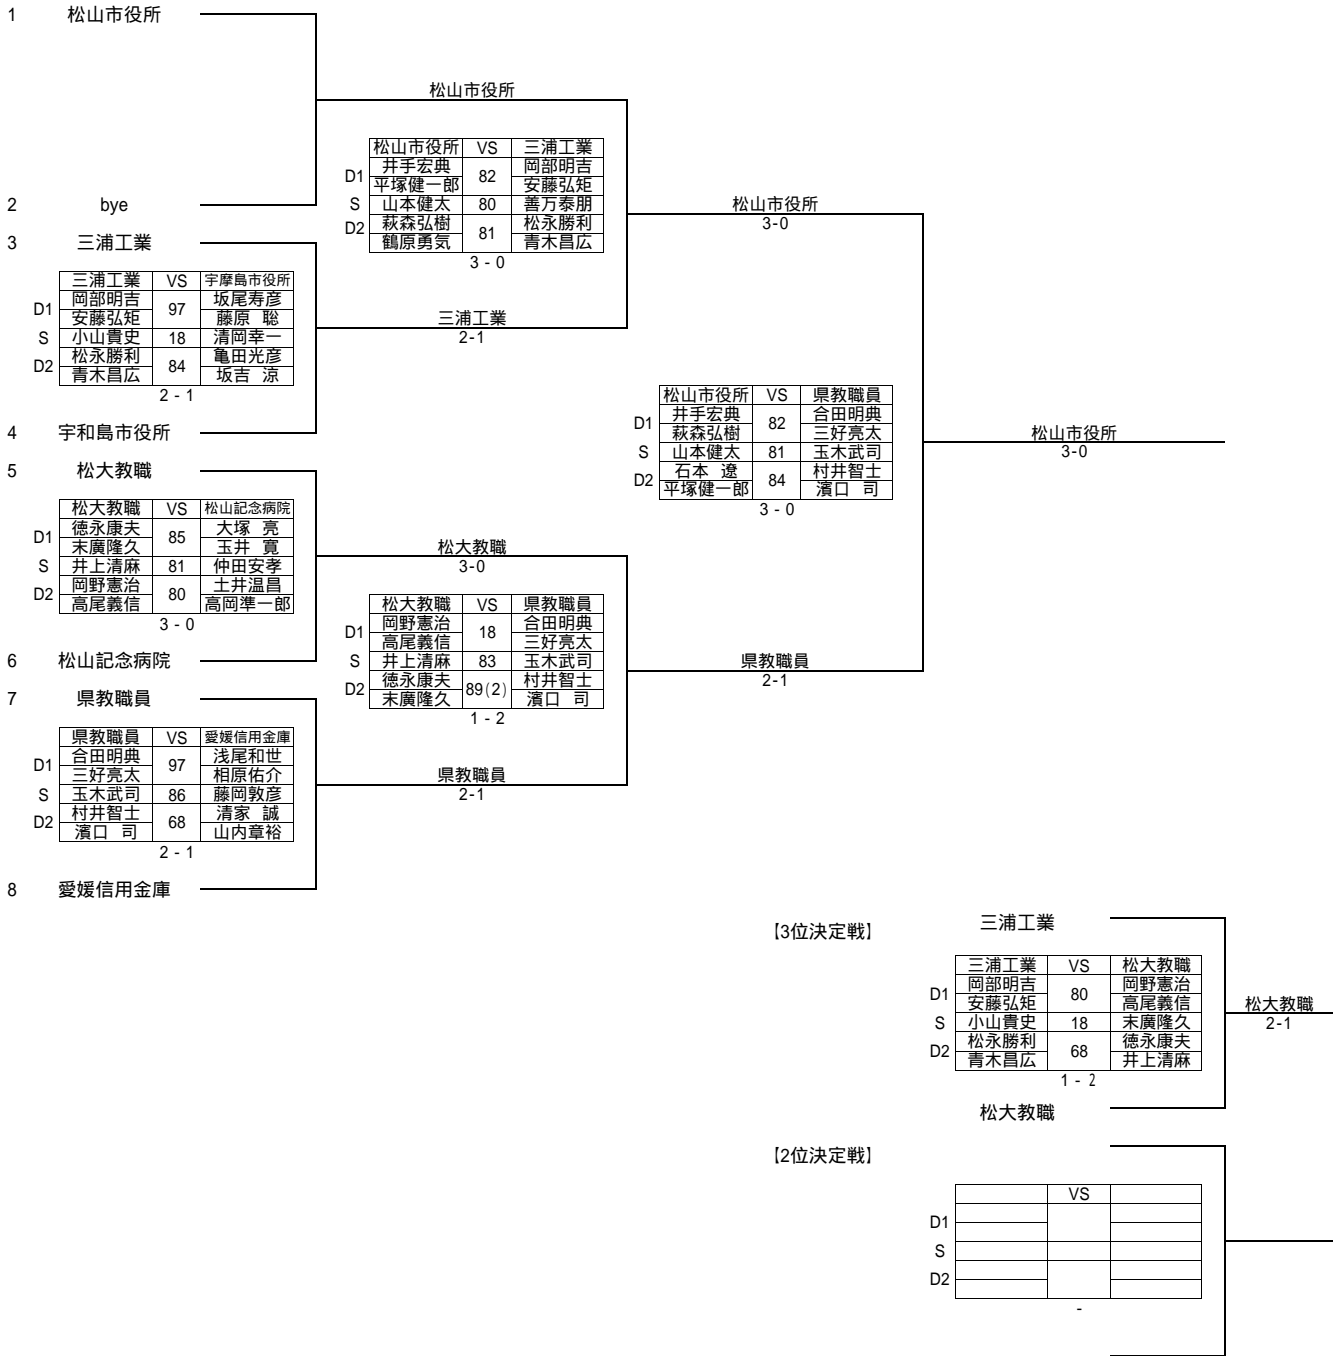 1 松山市役所
松山市役所
松山市役所 VS 三浦工業
D1 井手宏典 82 岡部明吉
平塚健一郎 安藤弘矩
S 山本健太 80 善万泰朋
D2 萩森弘樹 81 松永勝利
鶴原勇気 青木昌広
3 - 0
2 bye
松山市役所
3-0
3 三浦工業
三浦工業 VS 宇摩島市役所
D1 岡部明吉 97 坂尾寿彦
安藤弘矩 藤原 聡
S 小山貴史 18 清岡幸一
D2 松永勝利 84 亀田光彦
青木昌広 坂吉 涼
2 - 1
三浦工業
2-1
4 宇和島市役所
松山市役所 VS 県教職員
D1 井手宏典 82 合田明典
萩森弘樹 三好亮太
S 山本健太 81 玉木武司
D2 石本 遼 84 村井智士
平塚健一郎 濱口 司
3 - 0
松山市役所
3-0
5 松大教職
松大教職 VS 松山記念病院
D1 徳永康夫 85 大塚 亮
末廣隆久 玉井 寛
S 井上清麻 81 仲田安孝
D2 岡野憲治 80 土井温昌
高尾義信 高岡準一郎
3 - 0
松大教職
3-0
松大教職 VS 県教職員
D1 岡野憲治 18 合田明典
高尾義信 三好亮太
S 井上清麻 83 玉木武司
D2 徳永康夫 89(2) 村井智士
末廣隆久 濱口 司
1 - 2
6 松山記念病院
県教職員
2-1
7 県教職員
県教職員 VS 愛媛信用金庫
D1 合田明典 97 浅尾和世
三好亮太 相原佑介
S 玉木武司 86 藤岡敦彦
D2 村井智士 68 清家 誠
濱口 司 山内章裕
2 - 1
県教職員
2-1
8 愛媛信用金庫
【3位決定戦】
三浦工業
三浦工業 VS 松大教職
D1 岡部明吉 80 岡野憲治
安藤弘矩 高尾義信
S 小山貴史 18 末廣隆久
D2 松永勝利 68 徳永康夫
青木昌広 井上清麻
1 - 2
松大教職
松大教職
2-1
【2位決定戦】
VS
D1
S
D2
-